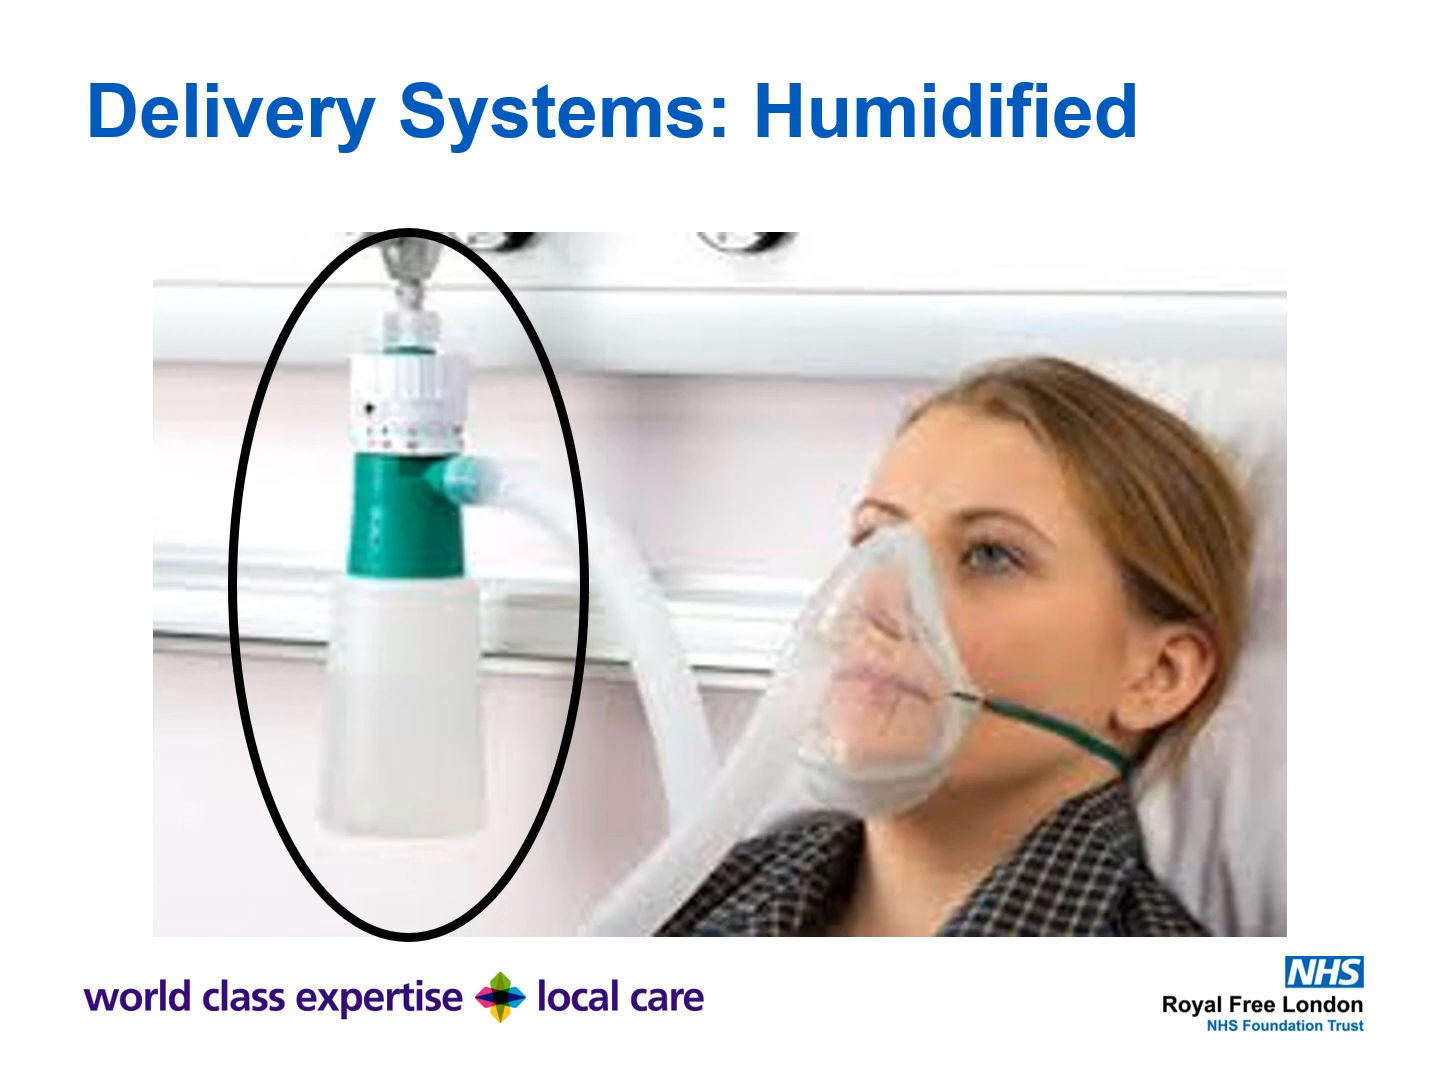 Delivery Systems: Humidified
world class expertise local care
NHS
Royal Free London
NHS Foundation Trust